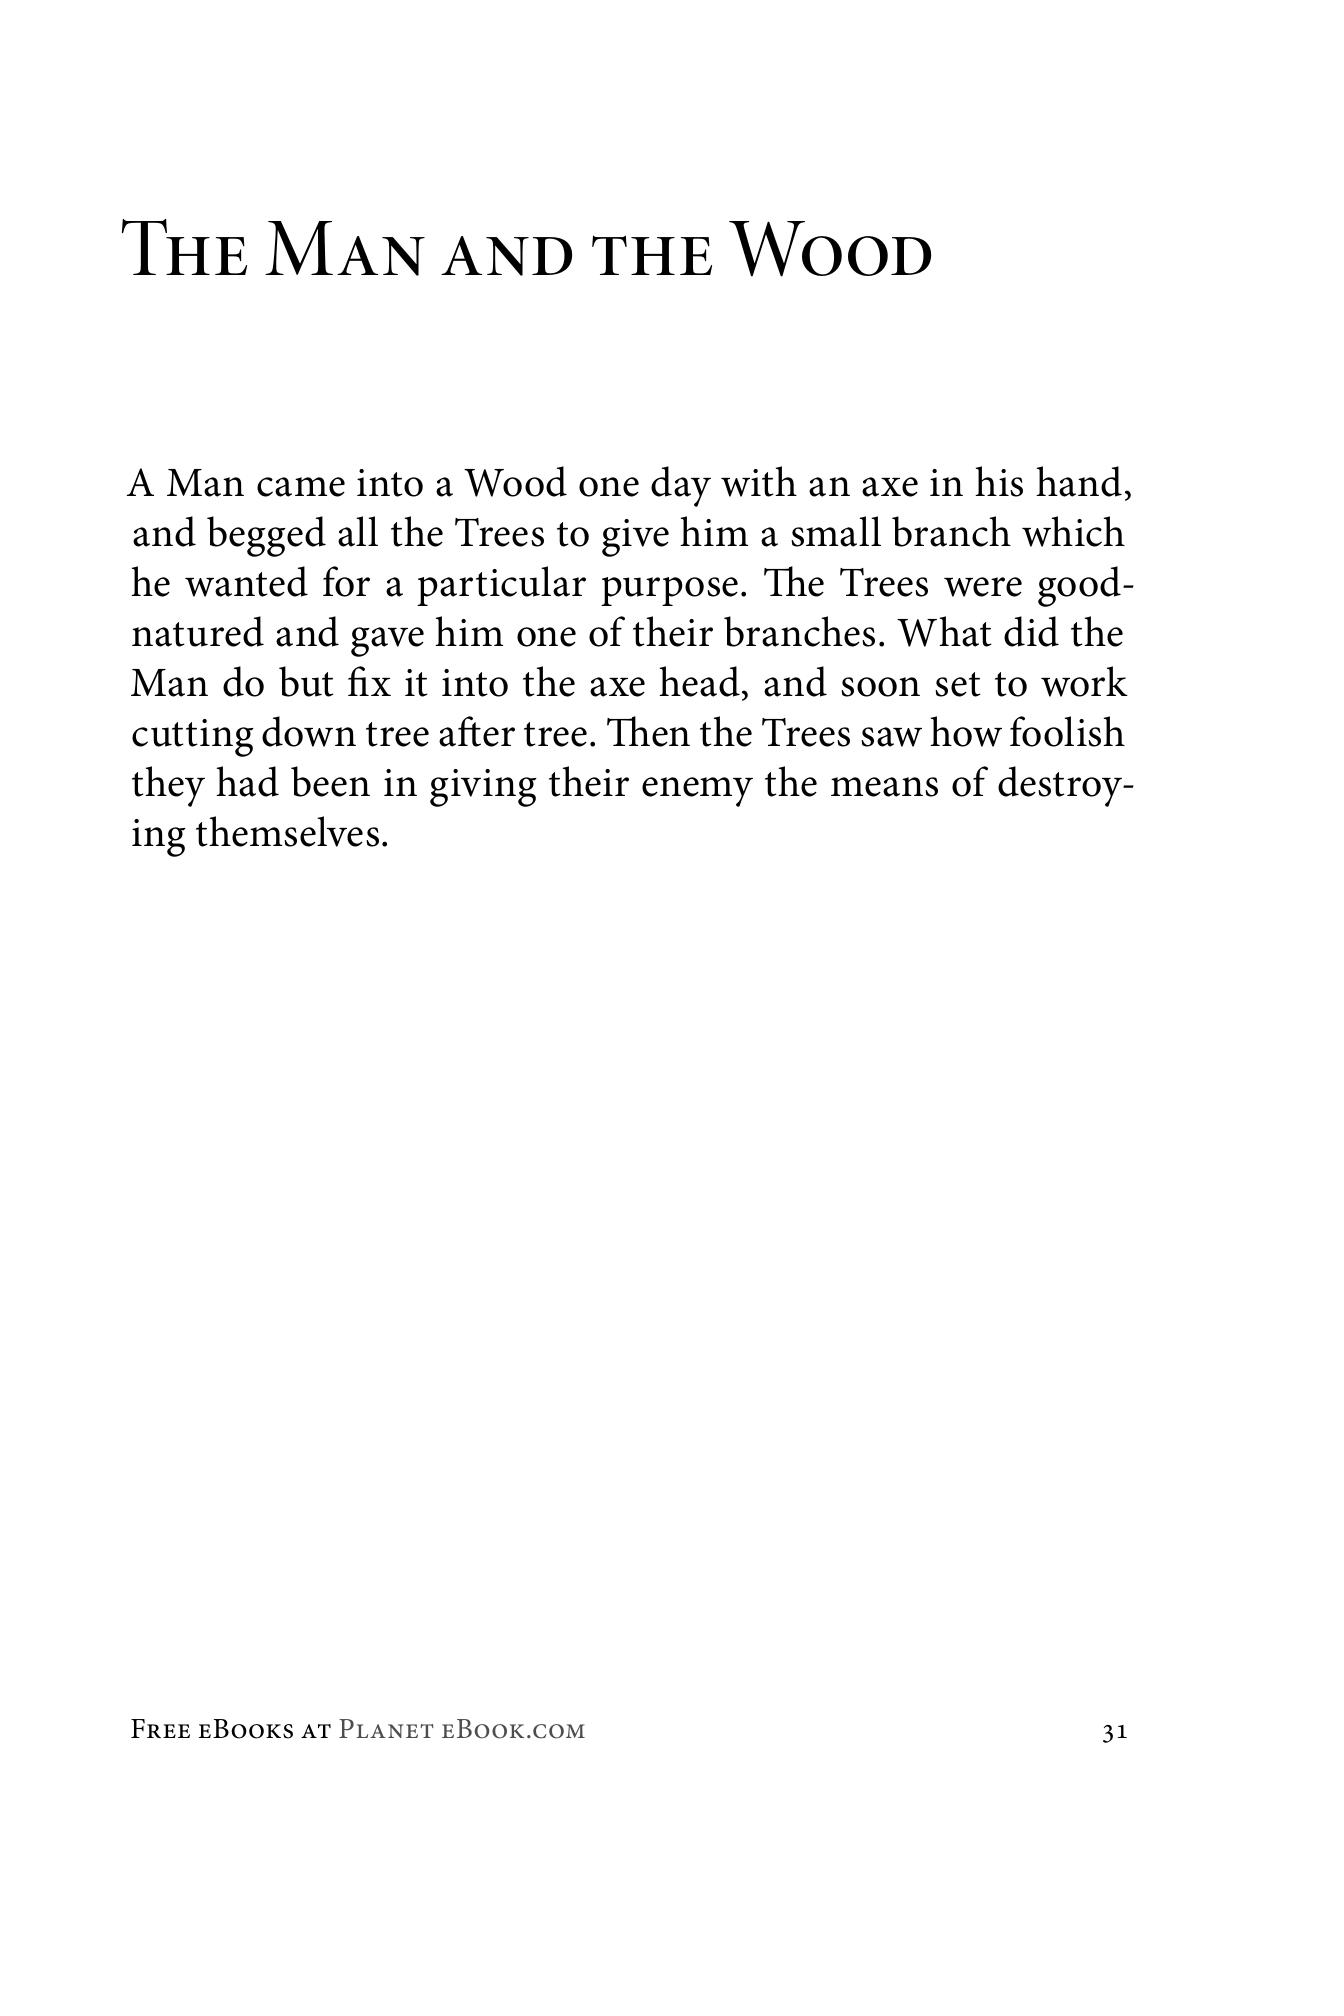 The Man and the Wood
A Man came into a Wood one day with an axe in his hand,
and begged all the Trees to give him a small branch which
he wanted for a particular purpose. The Trees were good-
natured and gave him one of their branches. What did the
Man do but fix it into the axe head, and soon set to work
cutting down tree after tree. Then the Trees saw how foolish
they had been in giving their enemy the means of destroy-
ing themselves.
Free eBooks at Planet eBook.com 31